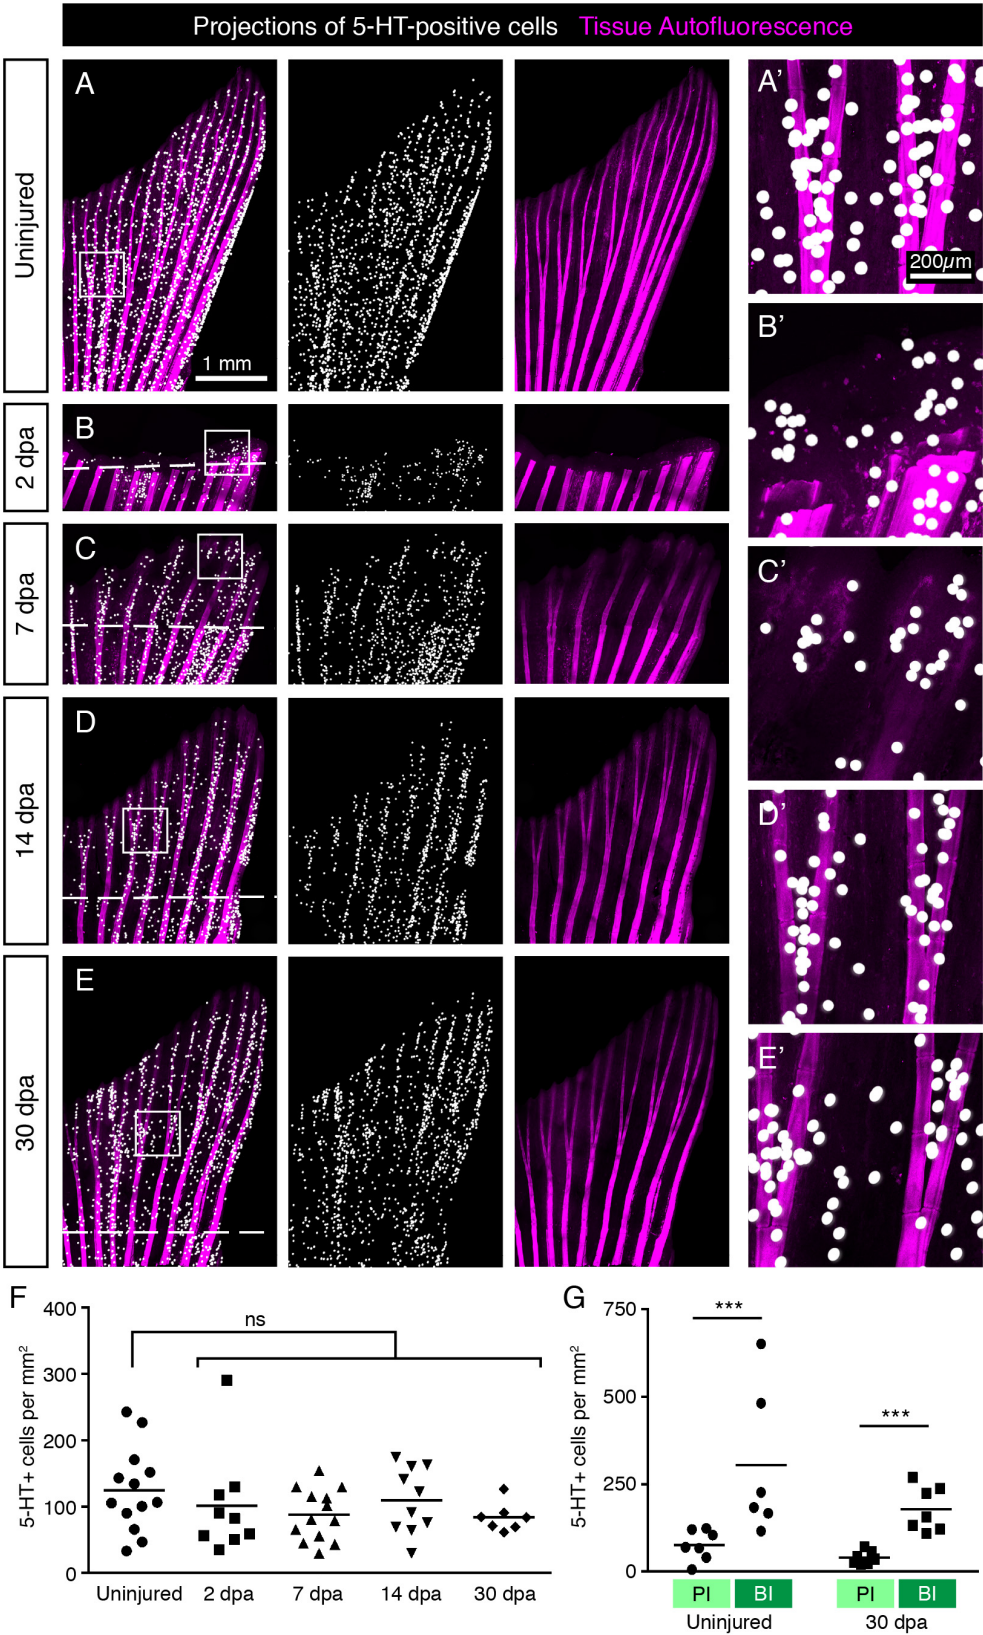 Projections of 5-HT-positive cells Tissue Autofluorescence
Uninjured
A
1 mm
A’
200µm
2 dpa
B
B’
7 dpa
C
C’
14 dpa
D
D’
30 dpa
E
E’
F
5-HT+ cells per mm²
400
300
200
100
0
ns
Uninjured 2 dpa 7 dpa 14 dpa 30 dpa
G
5-HT+ cells per mm²
750
500
250
0
***
***
PI BI PI BI
Uninjured 30 dpa